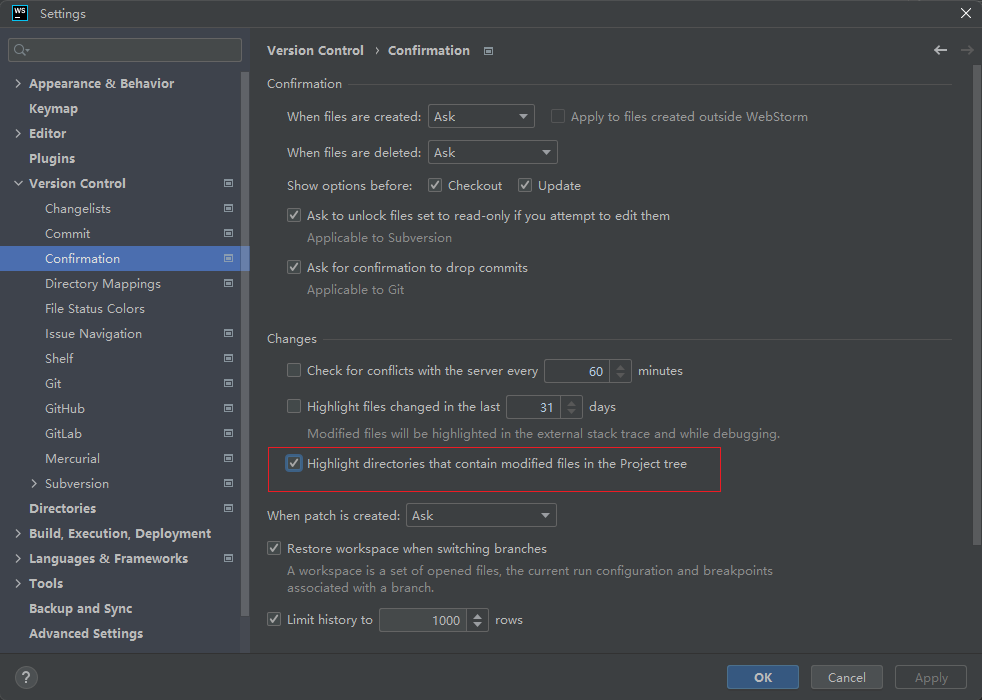 WS Settings
Version Control › Confirmation
Appearance & Behavior
Keymap
Editor
Plugins
Version Control
Changelists
Commit
Confirmation
Directory Mappings
File Status Colors
Issue Navigation
Shelf
Git
GitHub
GitLab
Mercurial
Subversion
Directories
Build, Execution, Deployment
Languages & Frameworks
Tools
Backup and Sync
Advanced Settings
Confirmation
When files are created: Ask Apply to files created outside WebStorm
When files are deleted: Ask
Show options before: Checkout Update
Ask to unlock files set to read-only if you attempt to edit them
Applicable to Subversion
Ask for confirmation to drop commits
Applicable to Git
Changes
Check for conflicts with the server every 60 minutes
Highlight files changed in the last 31 days
Modified files will be highlighted in the external stack trace and while debugging.
Highlight directories that contain modified files in the Project tree
When patch is created: Ask
Restore workspace when switching branches
A workspace is a set of opened files, the current run configuration and breakpoints
associated with a branch.
Limit history to 1000 rows
? OK Cancel Apply